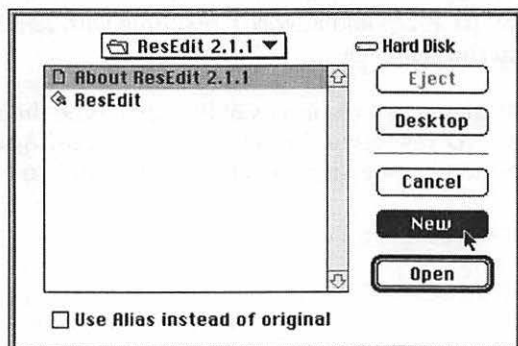 ResEdit 2.1.1
Hard Disk
About ResEdit 2.1.1
ResEdit
Eject
Desktop
Cancel
New
Open
Use Alias instead of original